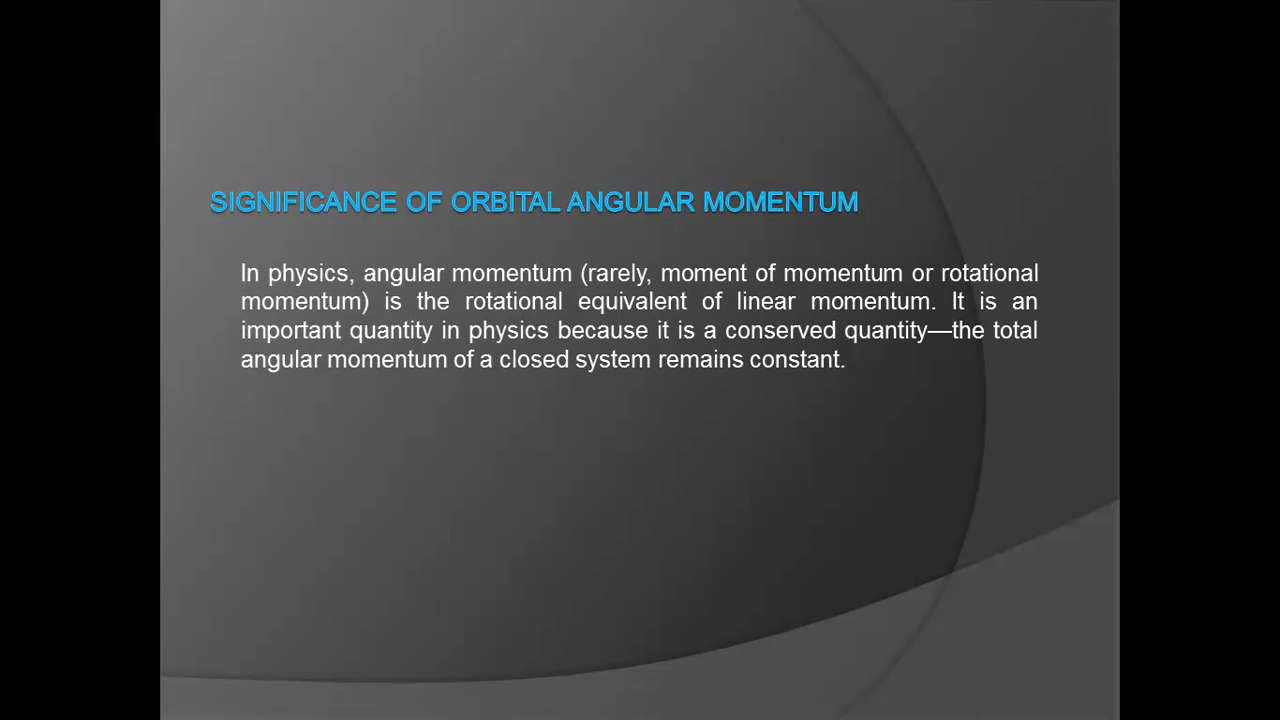 SIGNIFICANCE OF ORBITAL ANGULAR MOMENTUM
In physics, angular momentum (rarely, moment of momentum or rotational
momentum) is the rotational equivalent of linear momentum. It is an
important quantity in physics because it is a conserved quantity—the total
angular momentum of a closed system remains constant.